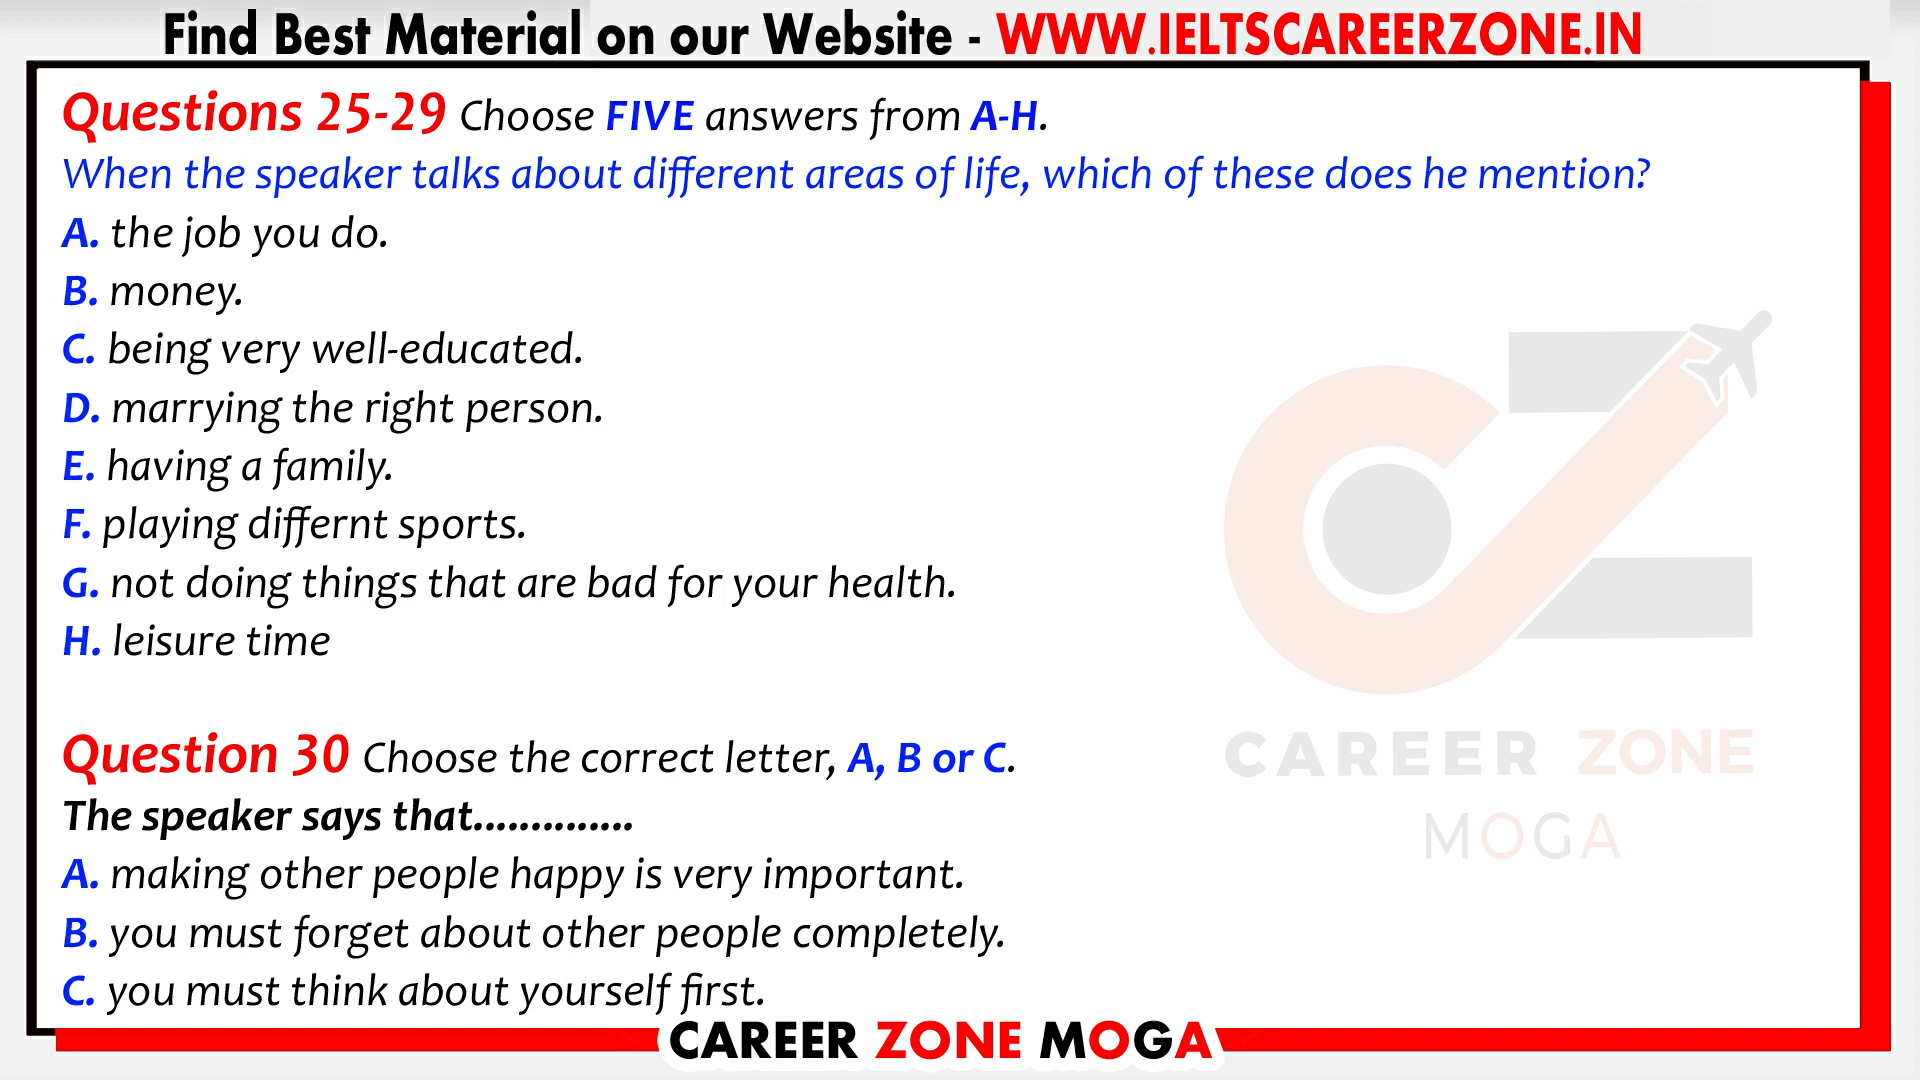 Find Best Material on our Website - WWW.IELTSCAREERZONE.IN
Questions 25-29 Choose FIVE answers from A-H.
When the speaker talks about different areas of life, which of these does he mention?
A. the job you do.
B. money.
C. being very well-educated.
D. marrying the right person.
E. having a family.
F. playing differnt sports.
G. not doing things that are bad for your health.
H. leisure time
CAREER ZONE
MOGA
Question 30 Choose the correct letter, A, B or C.
The speaker says that..............
A. making other people happy is very important.
B. you must forget about other people completely.
C. you must think about yourself first.
CAREER ZONE MOGA